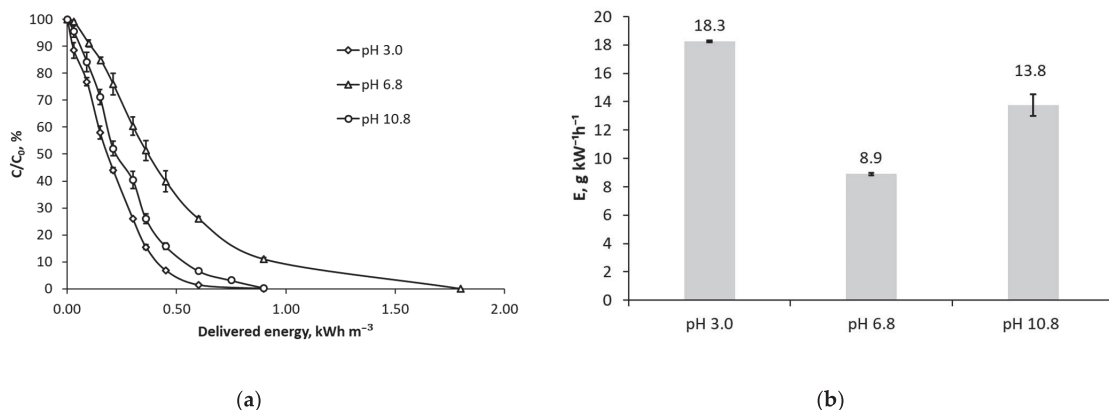 100
90
80
70
60
50
40
30
20
10
0
C/C₀, %
0.00
0.50
1.00
1.50
2.00
Delivered energy, kWh m⁻³
pH 3.0
pH 6.8
pH 10.8
(a)
20
18
16
14
12
10
8
6
4
2
0
E, g kW⁻¹h⁻¹
18.3
8.9
13.8
pH 3.0
pH 6.8
pH 10.8
(b)